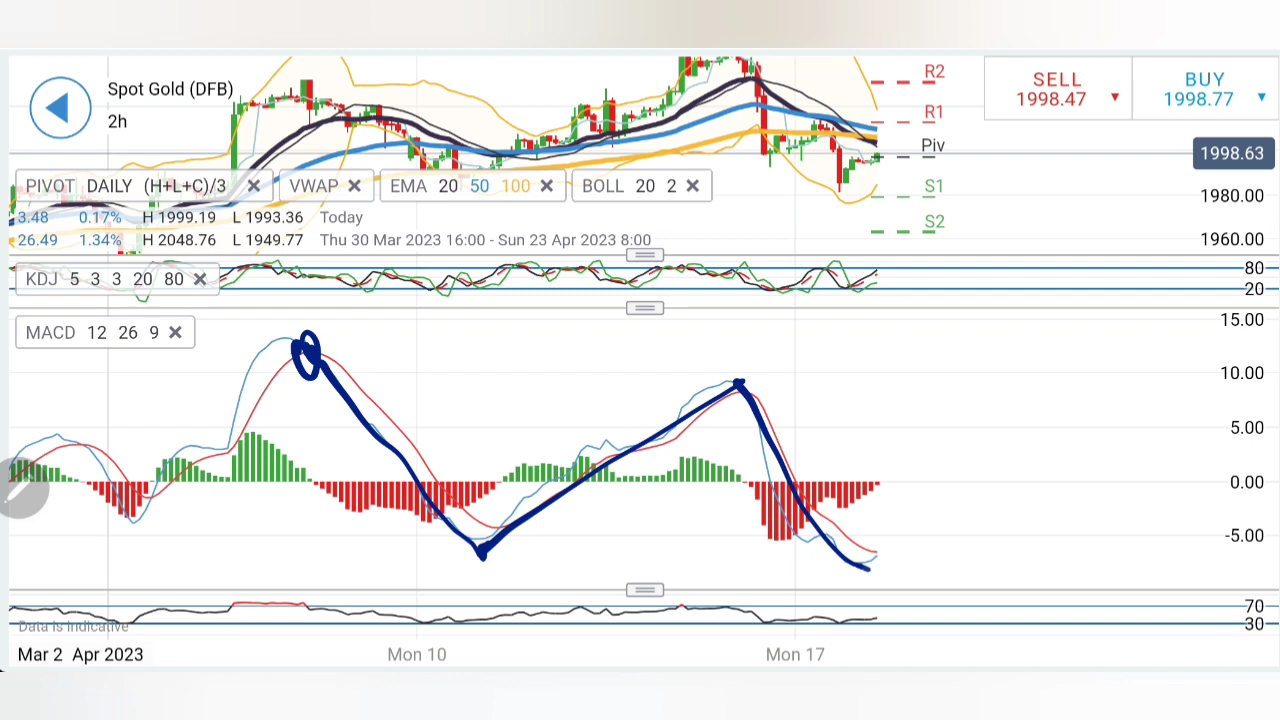 Spot Gold (DFB)
2h
R2
SELL
1998.47
BUY
1998.77
R1
Piv
1998.63
PIVOT DAILY (H+L+C)/3
VWAP
EMA 20 50 100
BOLL 20 2
S1
1980.00
3.48 0.17% H 1999.19 L 1993.36 Today
S2
26.49 1.34% H 2048.76 L 1949.77 Thu 30 Mar 2023 16:00 - Sun 23 Apr 2023 8:00
1960.00
KDJ 5 3 3 20 80
80
20
MACD 12 26 9
15.00
10.00
5.00
0.00
-5.00
70
30
Data is indicative
Mar 2 Apr 2023 Mon 10 Mon 17